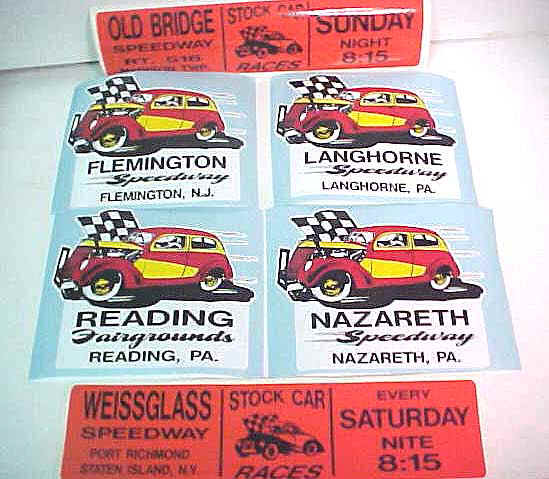 OLD BRIDGE
SPEEDWAY
RT. 516
STOCK CAR
RACES
SUNDAY
NIGHT
8:15
FLEMINGTON
Speedway
FLEMINGTON, N.J.
LANGHORNE
Speedway
LANGHORNE, PA.
READING
Fairgrounds
READING, PA.
NAZARETH
Speedway
NAZARETH, PA.
WEISSGLASS
SPEEDWAY
PORT RICHMOND
STATEN ISLAND, N.Y.
STOCK CAR
RACES
EVERY
SATURDAY
NITE
8:15